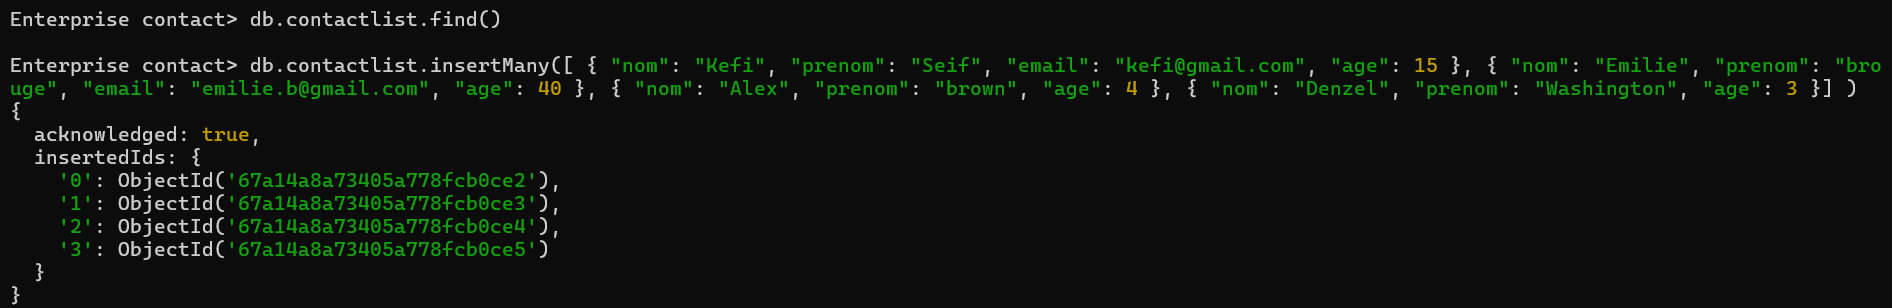 Enterprise contact> db.contactlist.find()
Enterprise contact> db.contactlist.insertMany([ { "nom": "Kefi", "prenom": "Seif", "email": "kefi@gmail.com", "age": 15 }, { "nom": "Emilie", "prenom": "bro
uge", "email": "emilie.b@gmail.com", "age": 40 }, { "nom": "Alex", "prenom": "brown", "age": 4 }, { "nom": "Denzel", "prenom": "Washington", "age": 3 }] )
{
  acknowledged: true,
  insertedIds: {
    '0': ObjectId('67a14a8a73405a778fcb0ce2'),
    '1': ObjectId('67a14a8a73405a778fcb0ce3'),
    '2': ObjectId('67a14a8a73405a778fcb0ce4'),
    '3': ObjectId('67a14a8a73405a778fcb0ce5')
  }
}